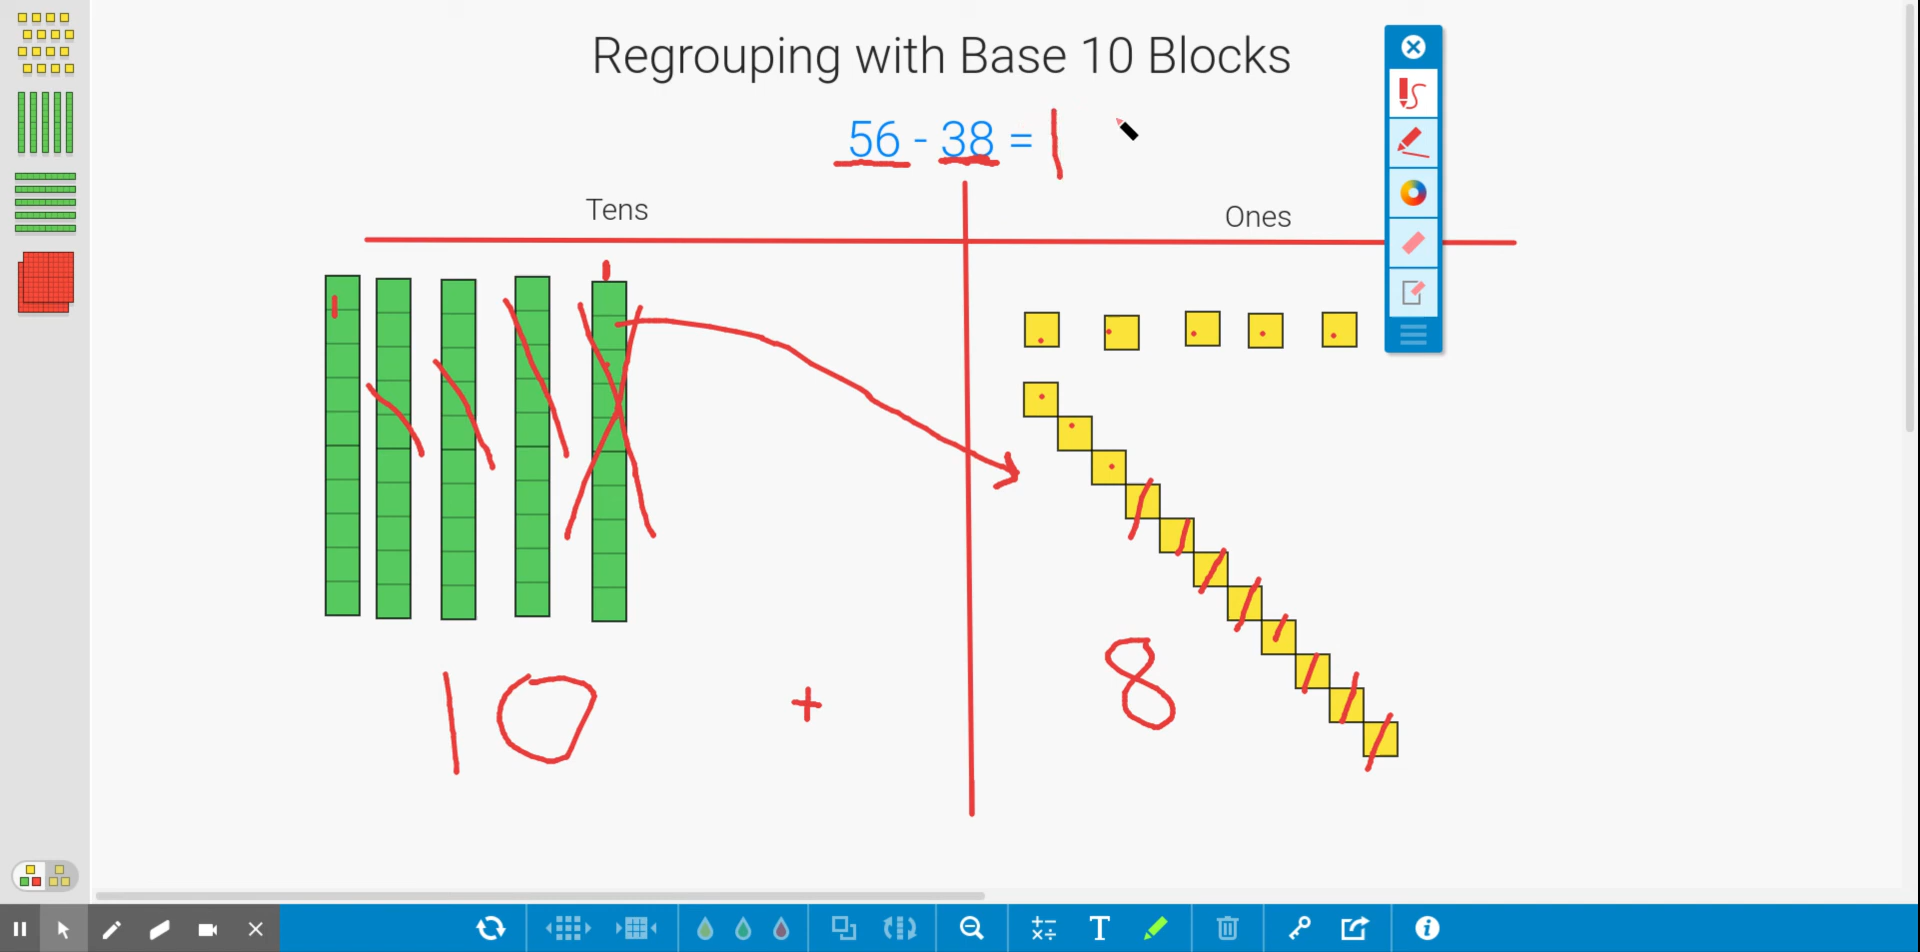 Regrouping with Base 10 Blocks
56 - 38 = 1
Tens
Ones
10 + 8
T